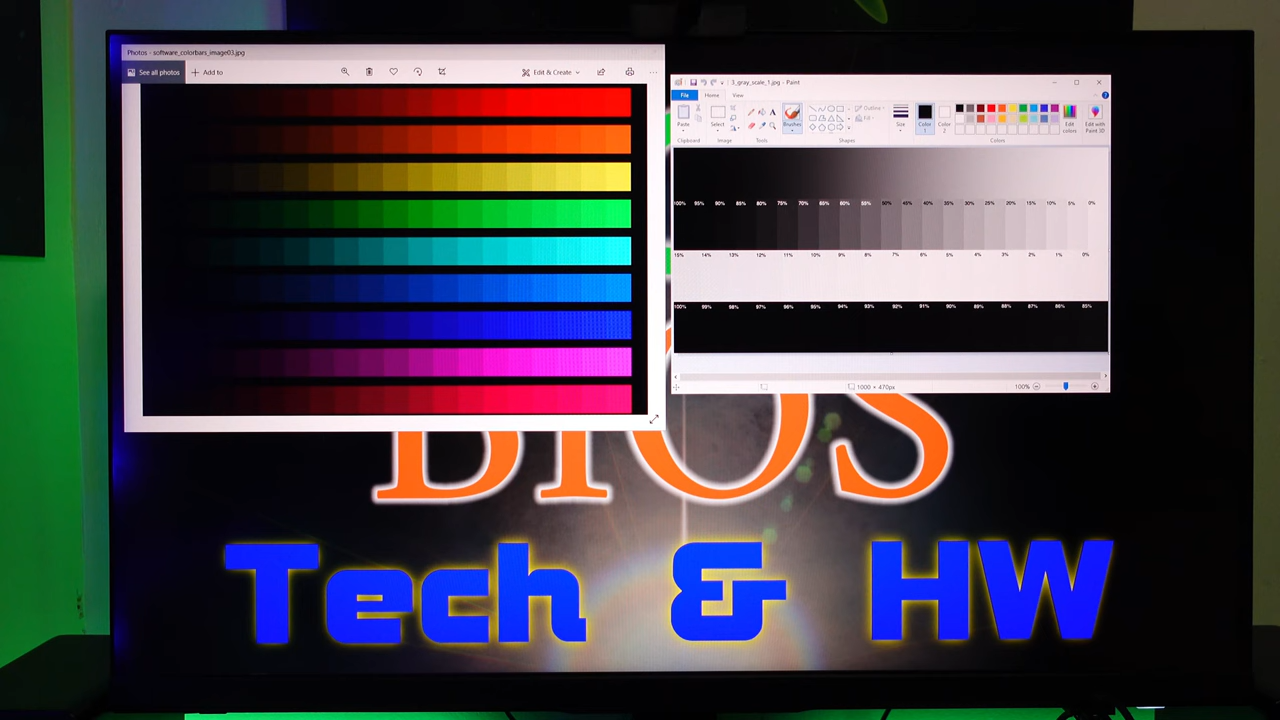 Photos - software_colorbars_image03.jpg
See all photos
Add to
Edit & Create
3_gray_scale_1.jpg - Paint
File
Home
View
Paste
Select
Brushes
Outline
Size
Color 1
Color 2
Edit colors
Edit with Paint 3D
Clipboard
Image
Tools
Shapes
Colors
100% 95% 90% 85% 80% 75% 70% 65% 60% 55% 50% 45% 40% 35% 30% 25% 20% 15% 10% 5% 0%
15% 14% 13% 12% 11% 10% 9% 8% 7% 6% 5% 4% 3% 2% 1% 0%
100% 99% 98% 97% 96% 95% 94% 93% 92% 91% 90% 89% 88% 87% 86% 85%
1000 × 470px
100%
BIOS
Tech & HW